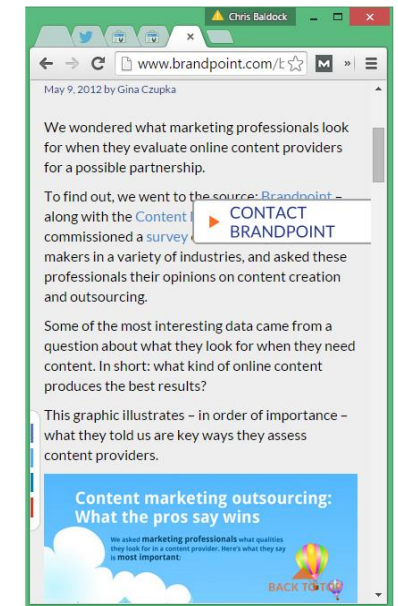 Chris Baldock
www.brandpoint.com/b
May 9, 2012 by Gina Czupka
We wondered what marketing professionals look
for when they evaluate online content providers
for a possible partnership.
To find out, we went to the source: Brandpoint –
along with the Content
commissioned a survey
makers in a variety of industries, and asked these
professionals their opinions on content creation
and outsourcing.
CONTACT
BRANDPOINT
Some of the most interesting data came from a
question about what they look for when they need
content. In short: what kind of online content
produces the best results?
This graphic illustrates – in order of importance –
what they told us are key ways they assess
content providers.
Content marketing outsourcing:
What the pros say wins
We asked marketing professionals what qualities
they look for in a content provider. Here's what they say
is most important:
BACK TO TOP